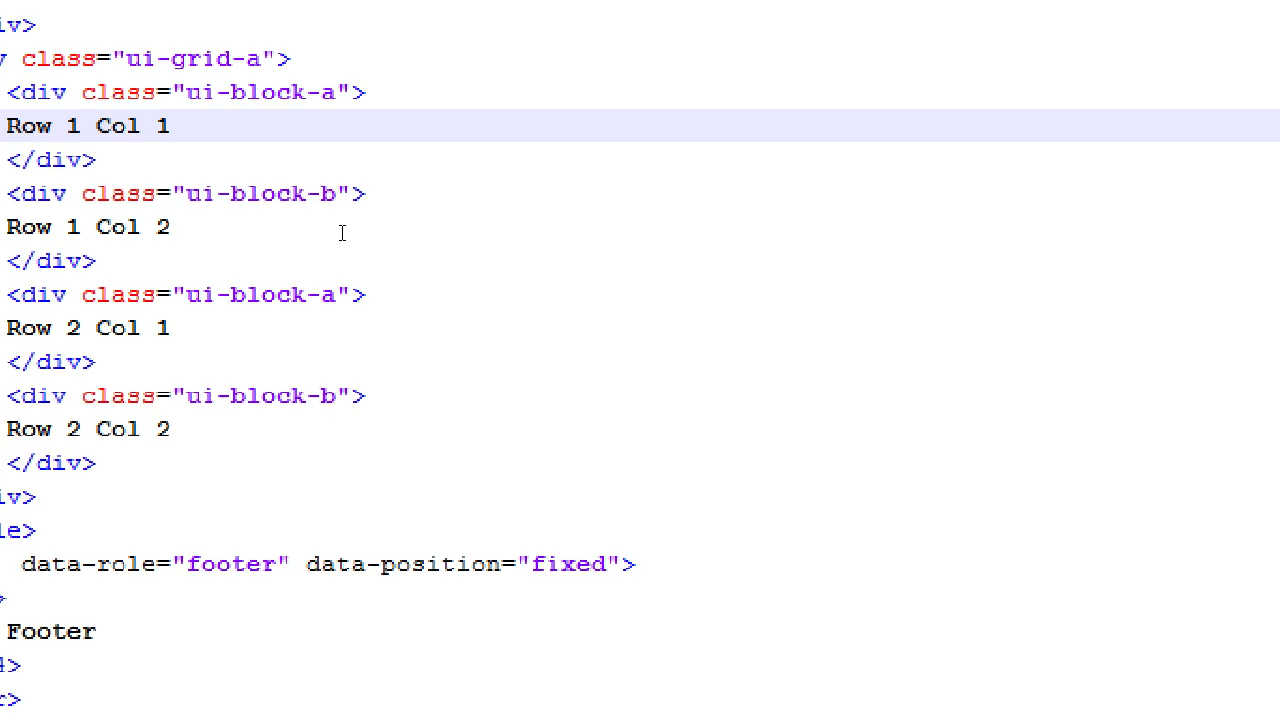 iv>
class="ui-grid-a">
<div class="ui-block-a">
Row 1 Col 1
</div>
<div class="ui-block-b">
Row 1 Col 2
</div>
<div class="ui-block-a">
Row 2 Col 1
</div>
<div class="ui-block-b">
Row 2 Col 2
</div>
iv>
le>
data-role="footer" data-position="fixed">
>
Footer
4>
r>